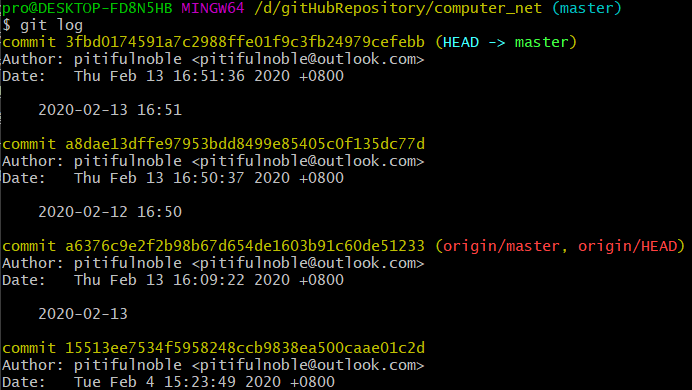 pro@DESKTOP-FD8N5HB MINGW64 /d/gitHubRepository/computer_net (master)
$ git log
commit 3fbd0174591a7c2988ffe01f9c3fb24979cefebb (HEAD -> master)
Author: pitifulnoble <pitifulnoble@outlook.com>
Date:   Thu Feb 13 16:51:36 2020 +0800
    2020-02-13 16:51
commit a8dae13dffe97953bdd8499e85405c0f135dc77d
Author: pitifulnoble <pitifulnoble@outlook.com>
Date:   Thu Feb 13 16:50:37 2020 +0800
    2020-02-12 16:50
commit a6376c9e2f2b98b67d654de1603b91c60de51233 (origin/master, origin/HEAD)
Author: pitifulnoble <pitifulnoble@outlook.com>
Date:   Thu Feb 13 16:09:22 2020 +0800
    2020-02-13
commit 15513ee7534f5958248ccb9838ea500caae01c2d
Author: pitifulnoble <pitifulnoble@outlook.com>
Date:   Tue Feb 4 15:23:49 2020 +0800